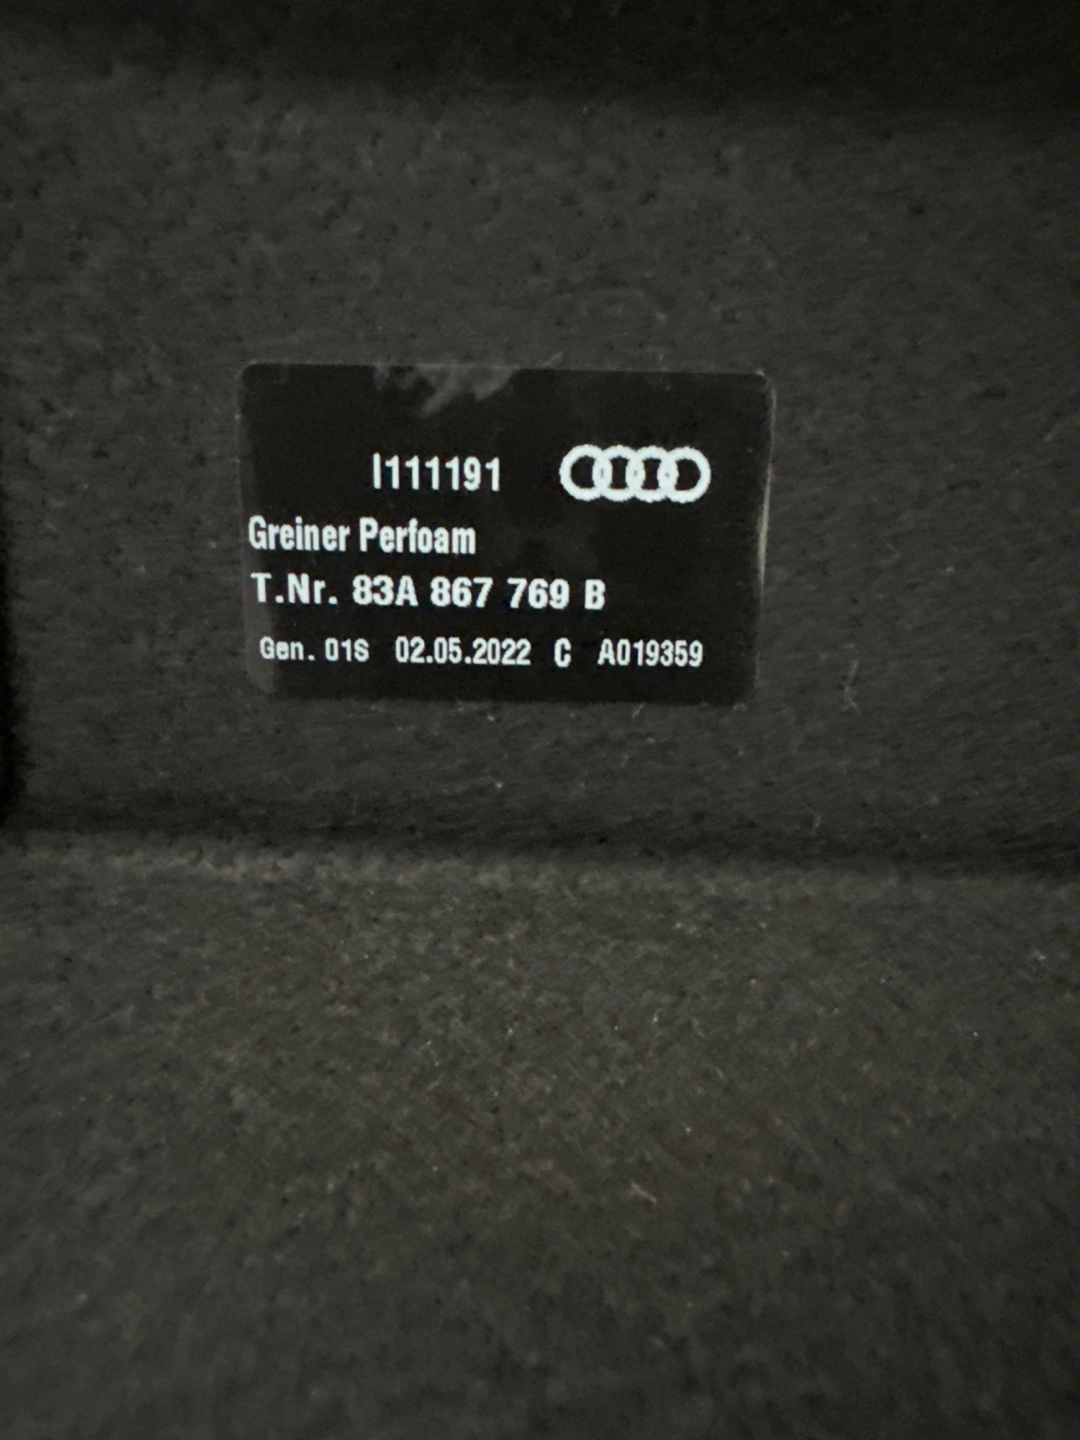 I111191
Greiner Perfoam
T.Nr. 83A 867 769 B
Gen. 01S 02.05.2022 C A019359